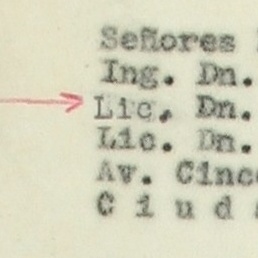 Señores
Ing. Dn.
Lic. Dn.
Lic. Dn.
Av. Cinc
C i u d